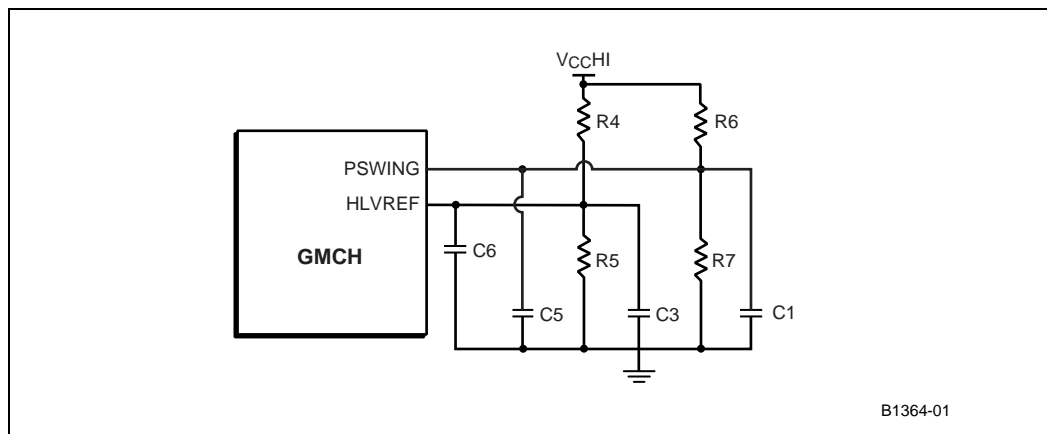 VCCHI
R4
R6
PSWING
HLVREF
GMCH
C6
R5
R7
C5
C3
C1
B1364-01